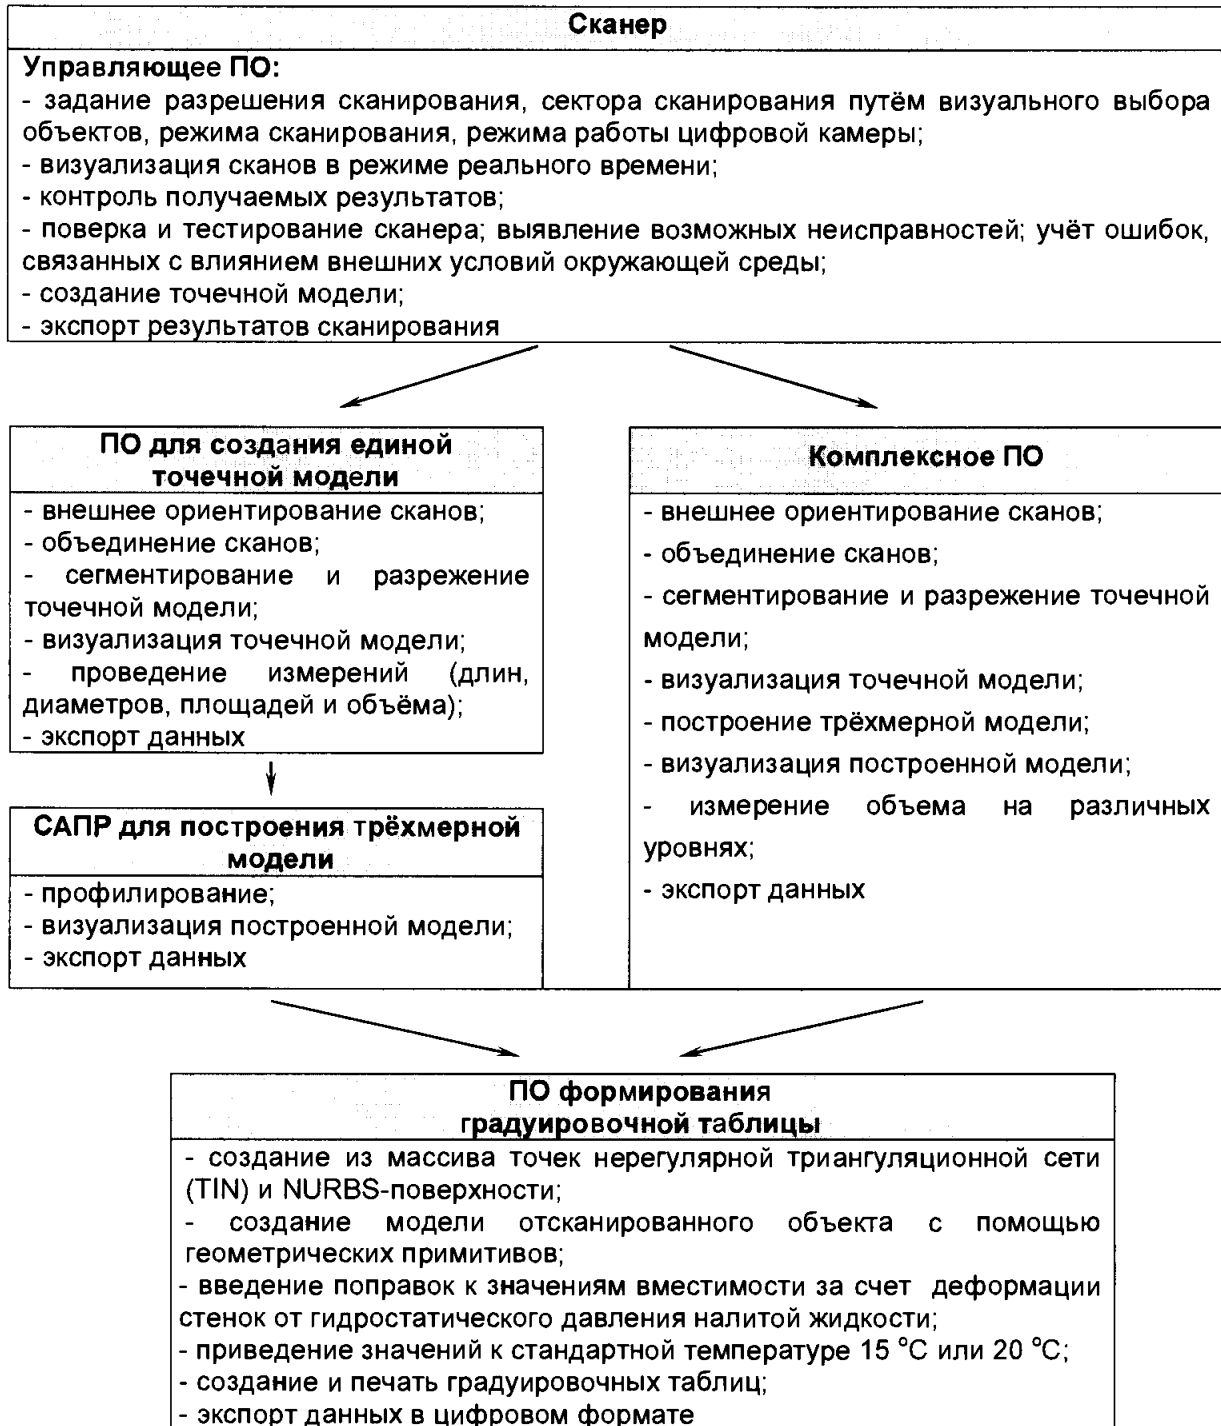 Сканер
Управляющее ПО:
- задание разрешения сканирования, сектора сканирования путём визуального выбора
объектов, режима сканирования, режима работы цифровой камеры;
- визуализация сканов в режиме реального времени;
- контроль получаемых результатов;
- поверка и тестирование сканера; выявление возможных неисправностей; учёт ошибок,
связанных с влиянием внешних условий окружающей среды;
- создание точечной модели;
- экспорт результатов сканирования
ПО для создания единой
точечной модели
- внешнее ориентирование сканов;
- объединение сканов;
- сегментирование и разрежение
точечной модели;
- визуализация точечной модели;
- проведение измерений (длин,
диаметров, площадей и объёма);
- экспорт данных
САПР для построения трёхмерной
модели
- профилирование;
- визуализация построенной модели;
- экспорт данных
Комплексное ПО
- внешнее ориентирование сканов;
- объединение сканов;
- сегментирование и разрежение точечной
модели;
- визуализация точечной модели;
- построение трёхмерной модели;
- визуализация построенной модели;
- измерение объема на различных
уровнях;
- экспорт данных
ПО формирования
градуировочной таблицы
- создание из массива точек нерегулярной триангуляционной сети
(TIN) и NURBS-поверхности;
- создание модели отсканированного объекта с помощью
геометрических примитивов;
- введение поправок к значениям вместимости за счет деформации
стенок от гидростатического давления налитой жидкости;
- приведение значений к стандартной температуре 15 °С или 20 °С;
- создание и печать градуировочных таблиц;
- экспорт данных в цифровом формате